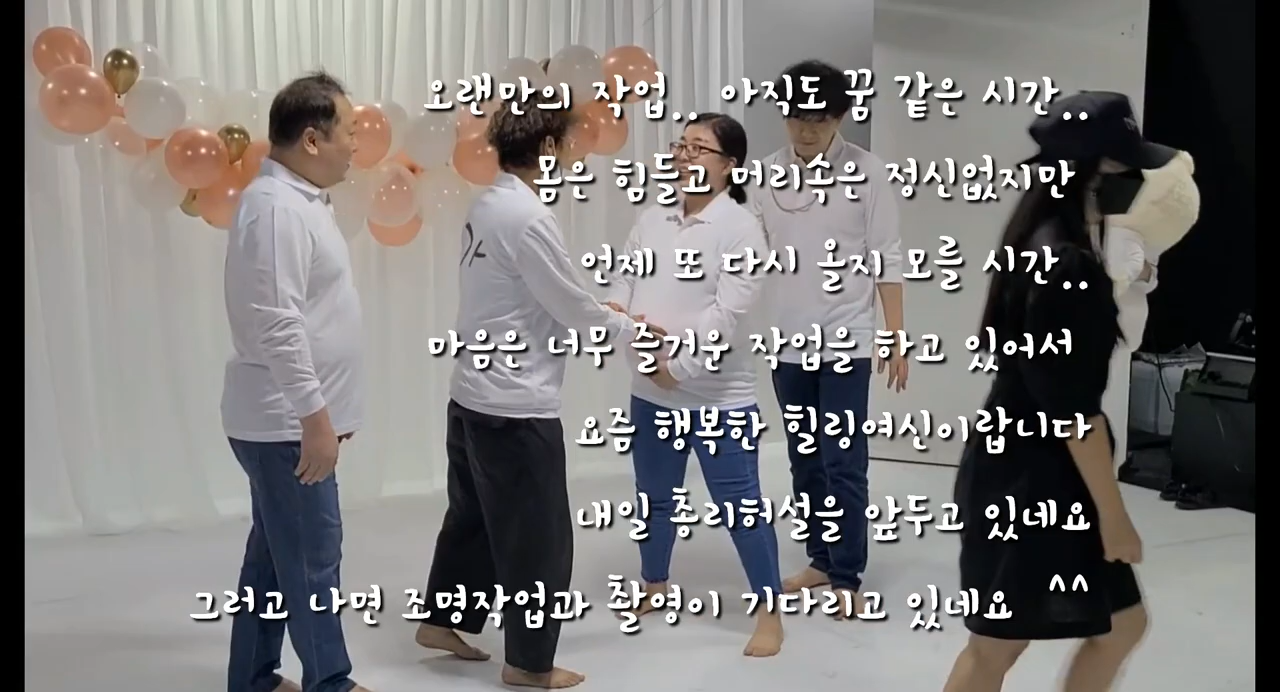 오랜만의 작업.. 아직도 꿈 같은 시간..
몸은 힘들고 머리속은 정신없지만
언제 또 다시 올지 모를 시간..
마음은 너무 즐거운 작업을 하고 있어서
요즘 행복한 힐링여신이랍니다
내일 총리허설을 앞두고 있네요
그러고 나면 조명작업과 촬영이 기다리고 있네요 ^^